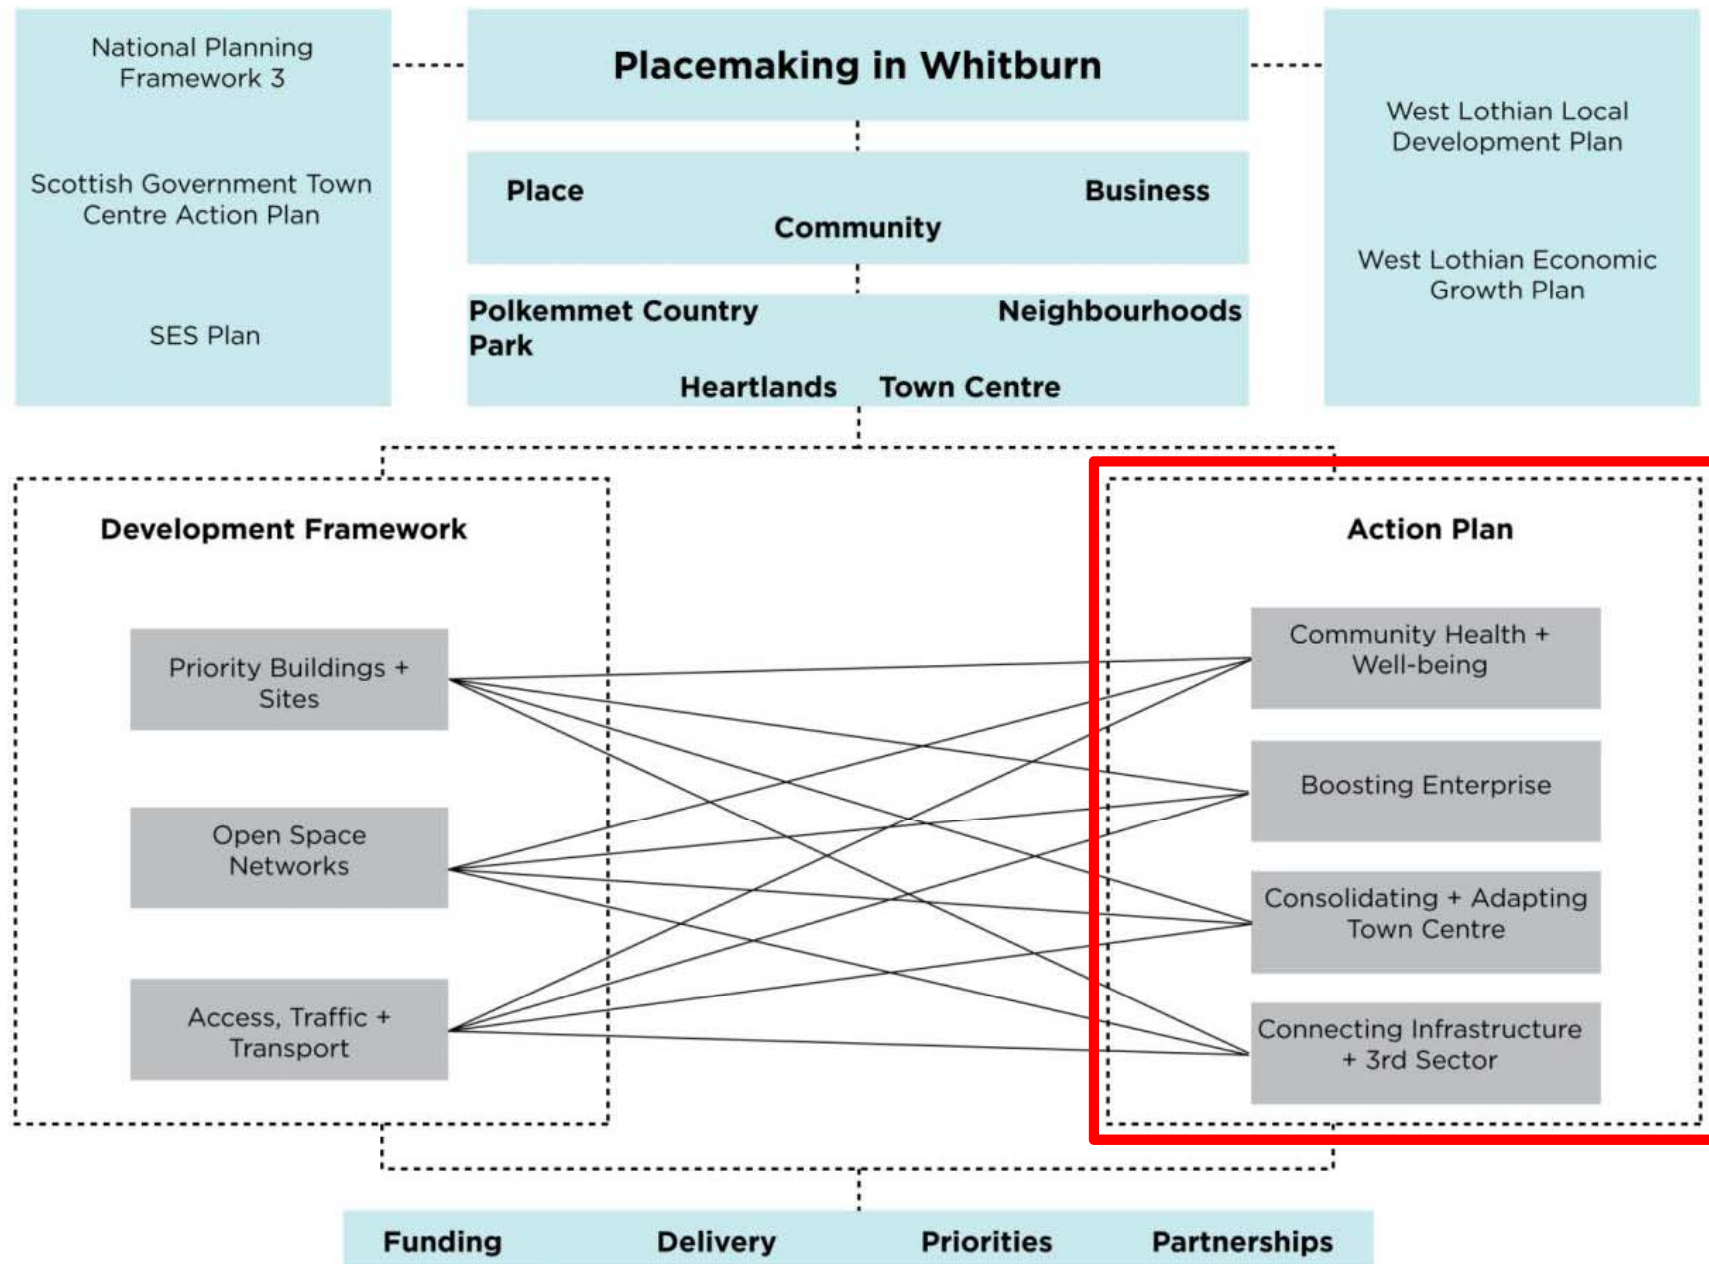 National Planning
Framework 3
Scottish Government Town
Centre Action Plan
SES Plan
Placemaking in Whitburn
Place
Business
Community
Polkemmet Country
Park
Neighbourhoods
Heartlands
Town Centre
West Lothian Local
Development Plan
West Lothian Economic
Growth Plan
Development Framework
Priority Buildings +
Sites
Open Space
Networks
Access, Traffic +
Transport
Action Plan
Community Health +
Well-being
Boosting Enterprise
Consolidating + Adapting
Town Centre
Connecting Infrastructure
+ 3rd Sector
Funding
Delivery
Priorities
Partnerships